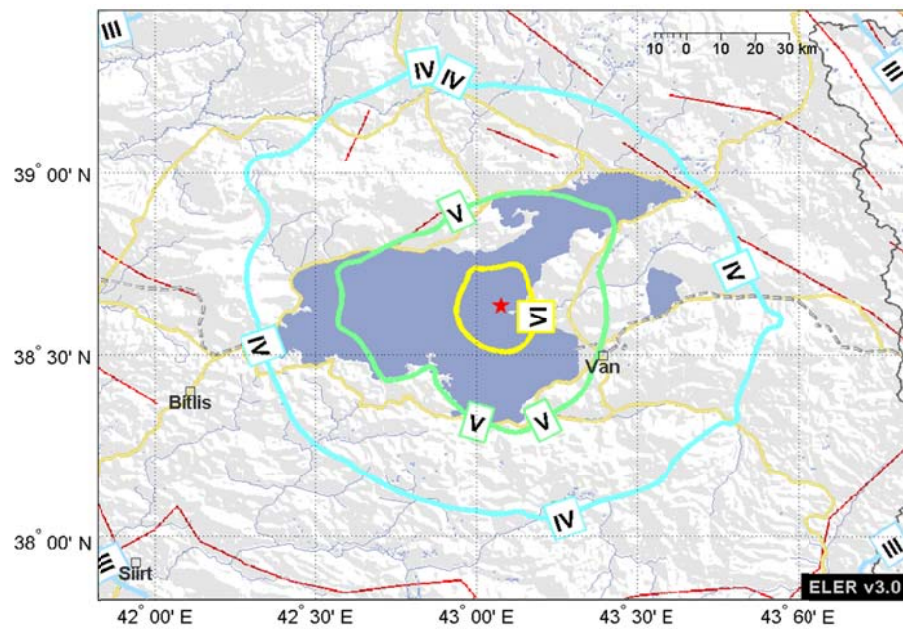 III
IV
IV
10 0 10 20 30 km
III
39° 00' N
V
IV
VI
IV
38° 30' N
Van
Bitlis
V
V
IV
38° 00' N
III
Siirt
III
ELER v3.0
42° 00' E
42° 30' E
43° 00' E
43° 30' E
43° 60' E